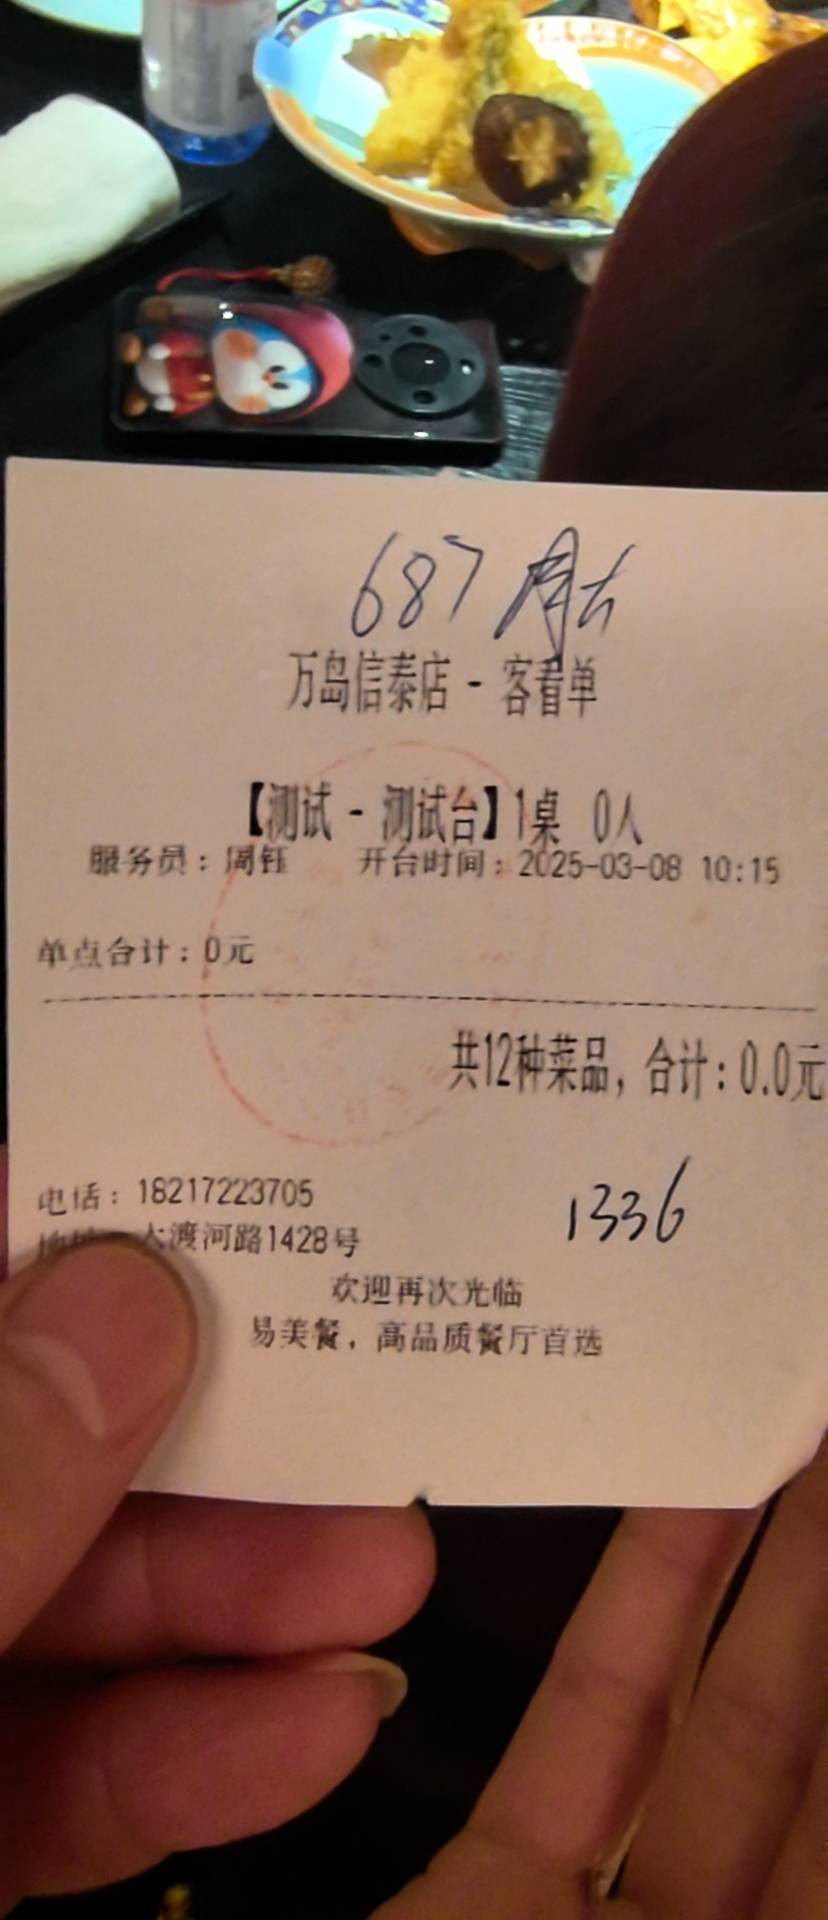 687
万岛信泰店 - 客看单
【测试 - 测试台】1桌 0人
服务员：周钰 开台时间：2025-03-08 10:15
单点合计：0元
共12种菜品，合计：0.0元
电话：18217223705
大渡河路1428号
1336
欢迎再次光临
易美餐，高品质餐厅首选